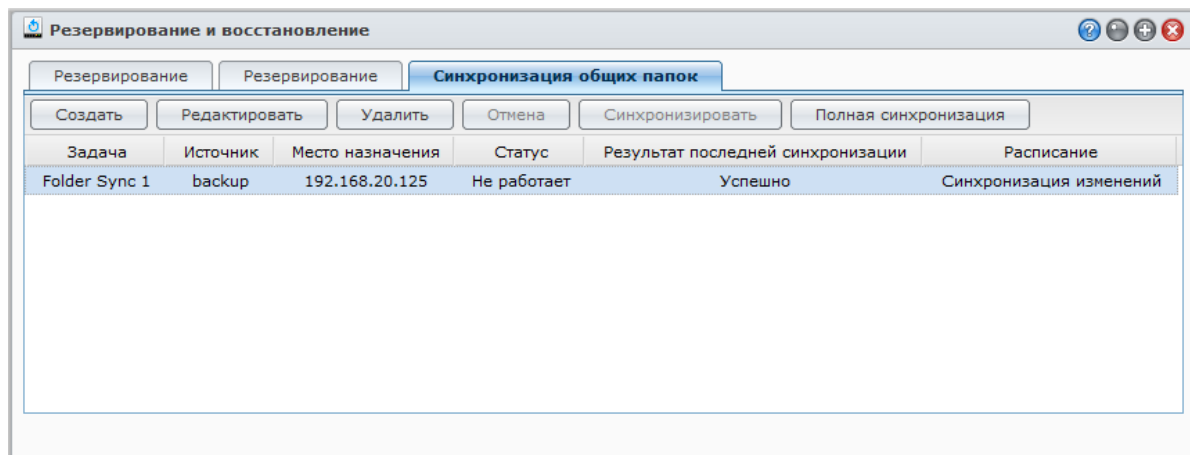 Резервирование и восстановление
Резервирование Резервирование Синхронизация общих папок
Создать Редактировать Удалить Отмена Синхронизировать Полная синхронизация
Задача Источник Место назначения Статус Результат последней синхронизации Расписание
Folder Sync 1 backup 192.168.20.125 Не работает Успешно Синхронизация изменений